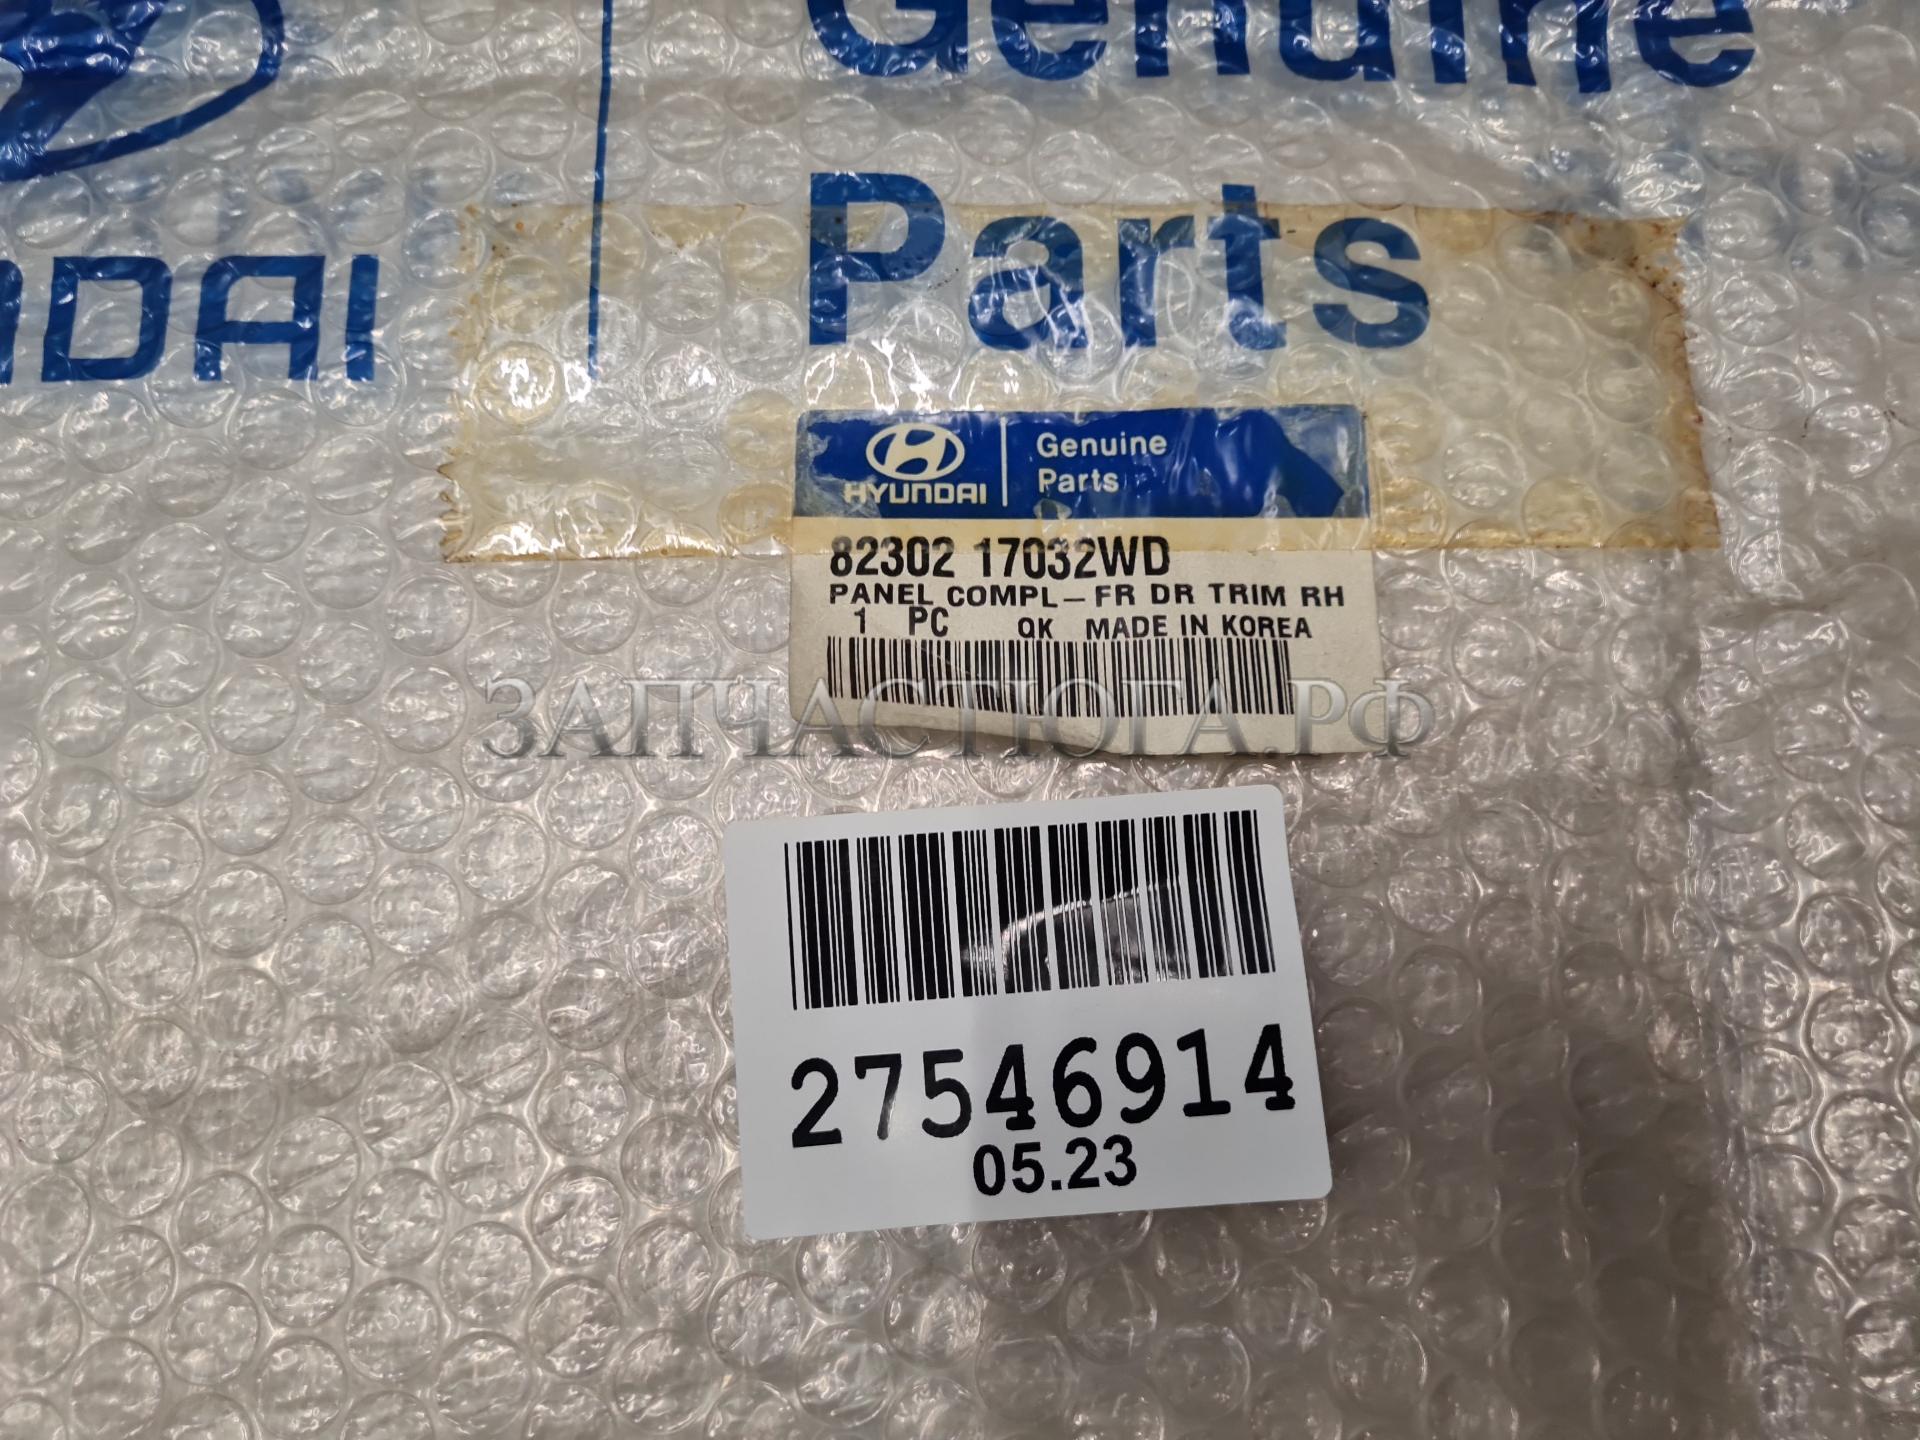 Genuine
Parts
NDAI
HYUNDAI
Genuine
Parts
82302 17032WD
PANEL COMPL-FR DR TRIM RH
1 PC OK MADE IN KOREA
ЗАПЧАСТЮГА.РФ
27546914
05.23